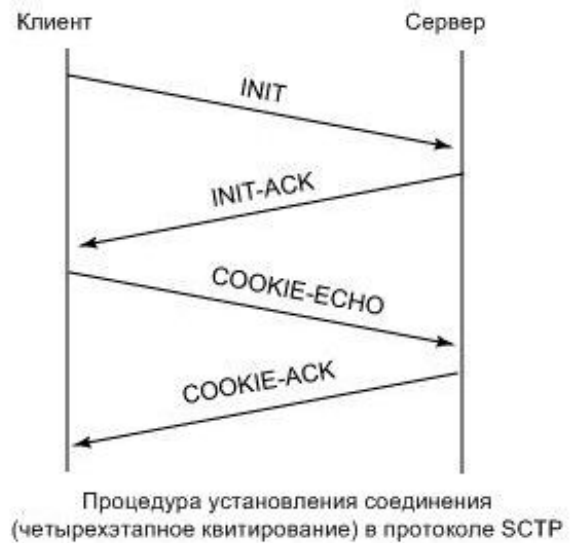 Клиент
Сервер
INIT
INIT-ACK
COOKIE-ECHO
COOKIE-ACK
Процедура установления соединения
(четырехэтапное квитирование) в протоколе SCTP